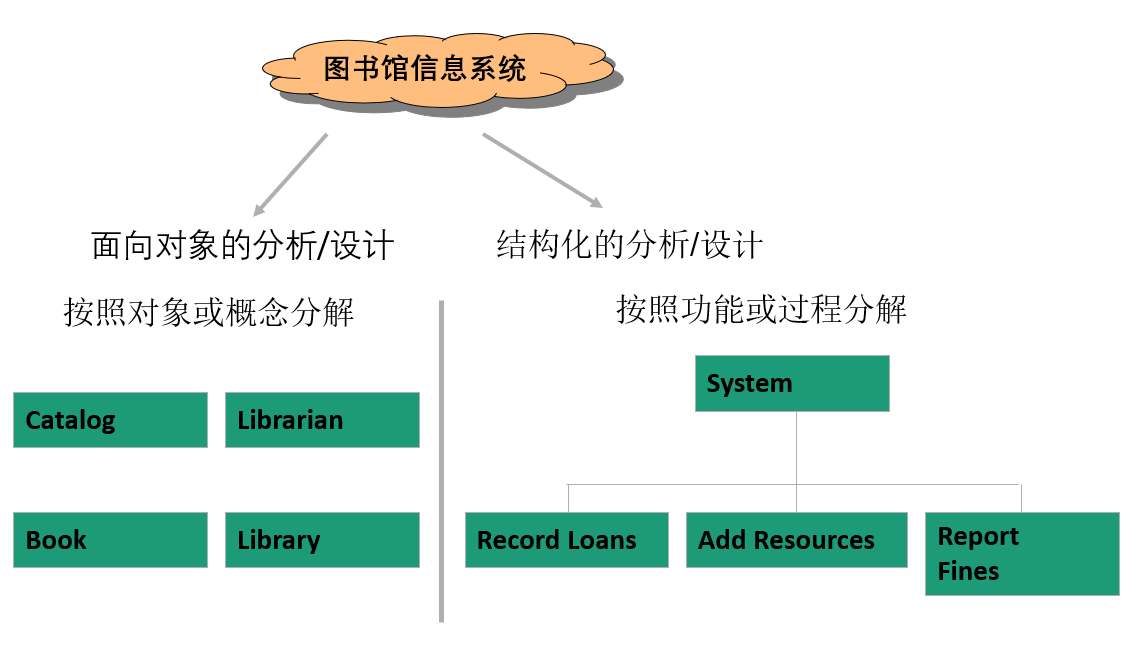 图书馆信息系统
面向对象的分析/设计
按照对象或概念分解
Catalog
Librarian
Book
Library
结构化的分析/设计
按照功能或过程分解
System
Record Loans
Add Resources
Report
Fines